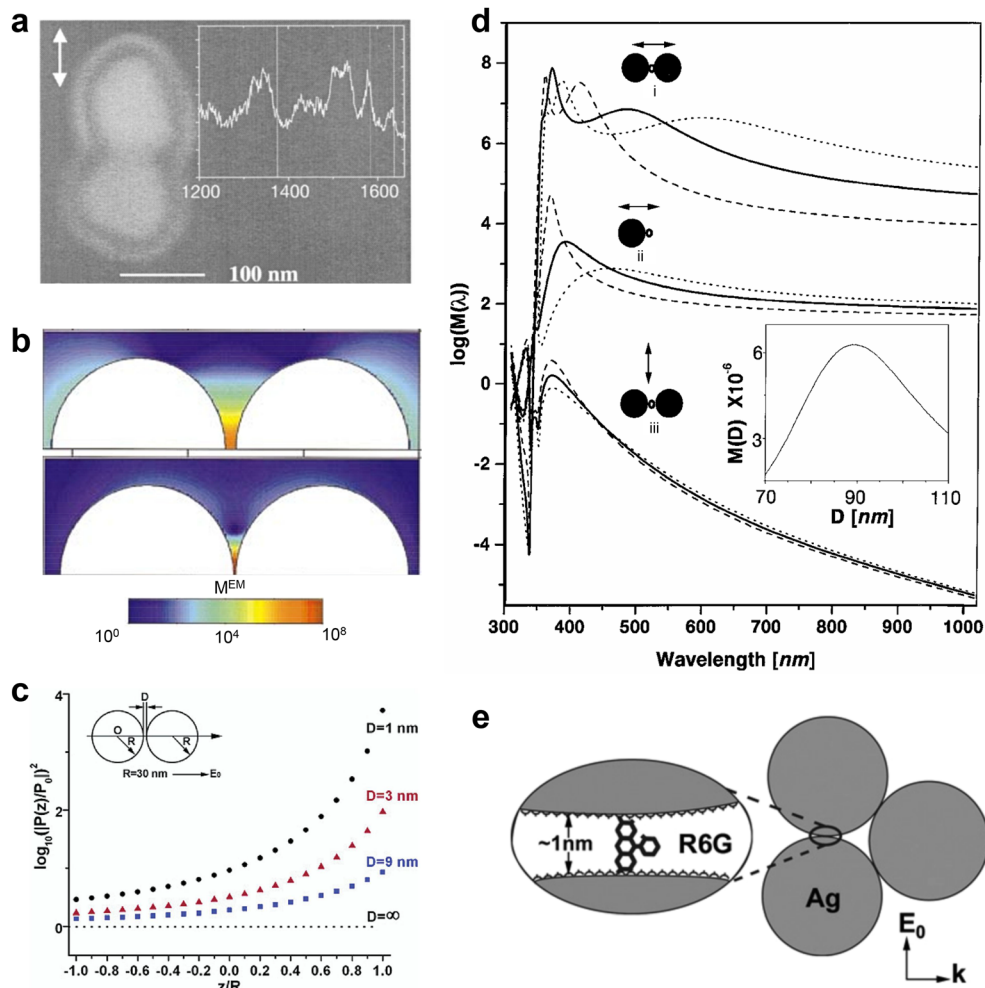 a
1200
1400
1600
100 nm
b
M^EM
10^0
10^4
10^8
c
4
2
0
log10(|P(z)/P0|)^2
D
O
R
R
R=30 nm
E0
D=1 nm
D=3 nm
D=9 nm
D=∞
-1.0 -0.8 -0.6 -0.4 -0.2 0.0 0.2 0.4 0.6 0.8 1.0
z/R
d
8
6
4
2
0
-2
-4
log(M(λ))
i
ii
iii
6
3
M(D) X10^-6
70
90
110
D [nm]
300 400 500 600 700 800 900 1000
Wavelength [nm]
e
~1nm
R6G
Ag
E0
k